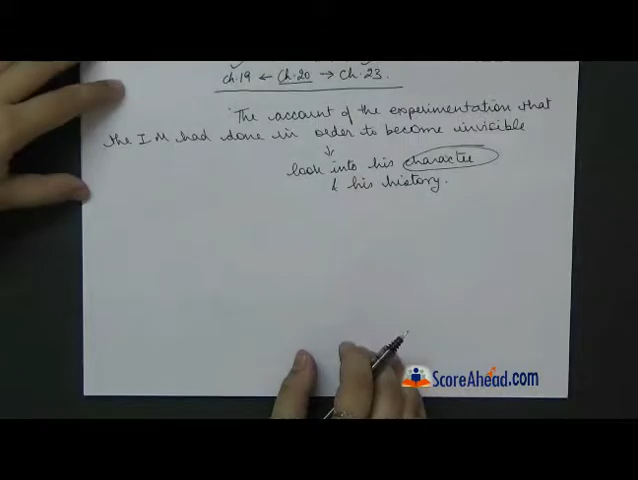 ch.19 ← Ch.20 → Ch.23.
The account of the experimentation that
the I M had done in order to become invisible
↓
look into his character
& his history.
ScoreAhead.com